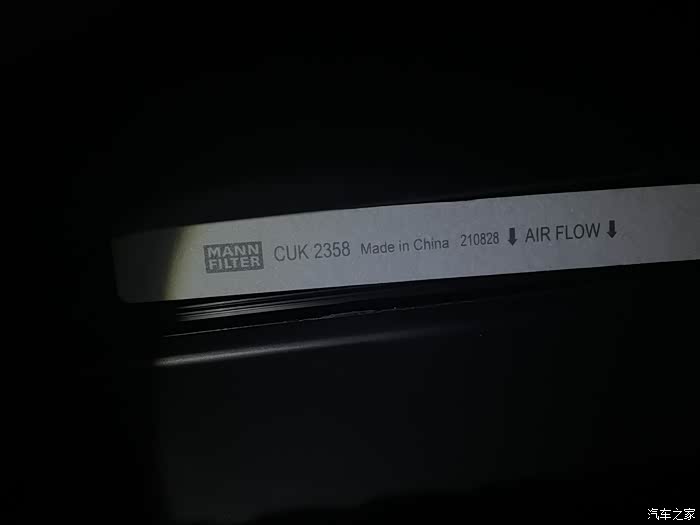 MANN FILTER CUK 2358 Made in China 210828 ⬇ AIR FLOW ⬇
汽车之家